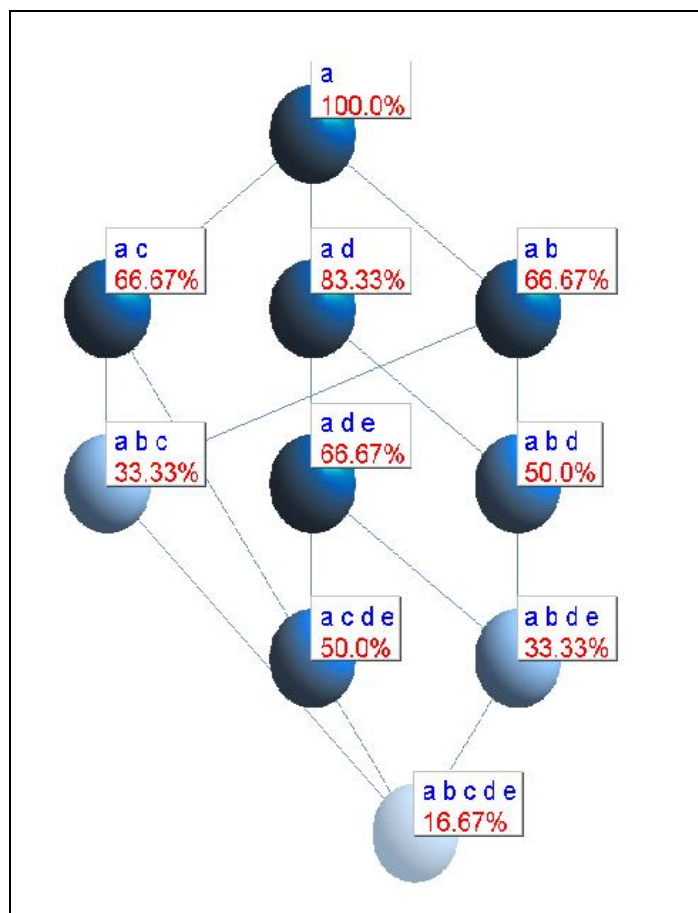 a
100.0%
a c
66.67%
a d
83.33%
a b
66.67%
a b c
33.33%
a d e
66.67%
a b d
50.0%
a c d e
50.0%
a b d e
33.33%
a b c d e
16.67%